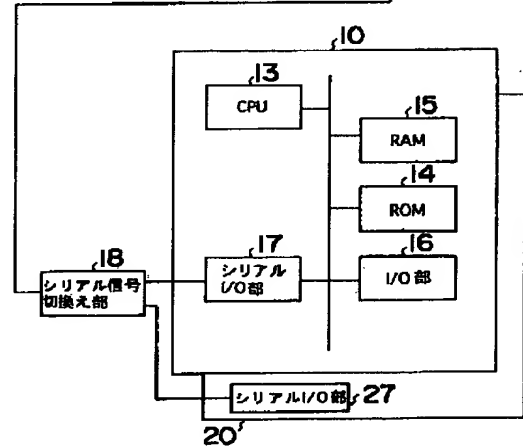 10
13
CPU
15
RAM
14
ROM
17
シリアル
I/O部
16
I/O部
18
シリアル信号
切換え部
シリアルI/O部
27
20